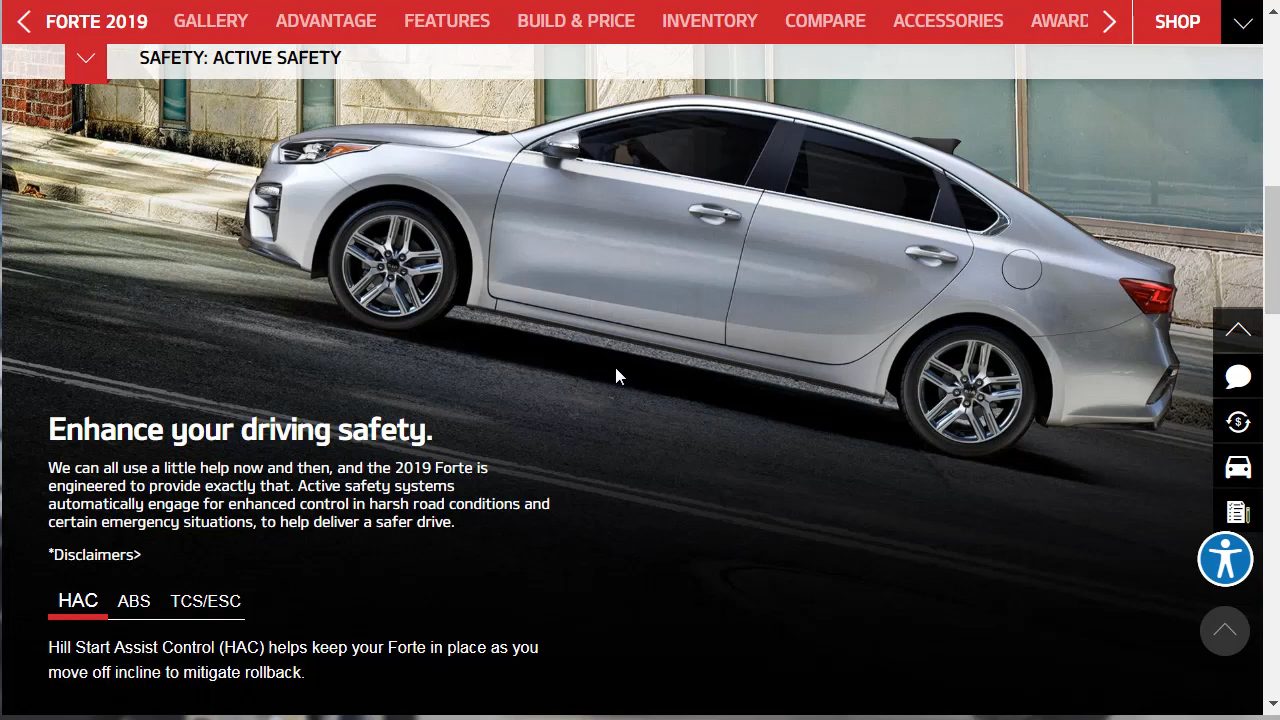 FORTE 2019 GALLERY ADVANTAGE FEATURES BUILD & PRICE INVENTORY COMPARE ACCESSORIES AWARD SHOP
SAFETY: ACTIVE SAFETY
Enhance your driving safety.
We can all use a little help now and then, and the 2019 Forte is
engineered to provide exactly that. Active safety systems
automatically engage for enhanced control in harsh road conditions and
certain emergency situations, to help deliver a safer drive.
*Disclaimers>
HAC ABS TCS/ESC
Hill Start Assist Control (HAC) helps keep your Forte in place as you
move off incline to mitigate rollback.